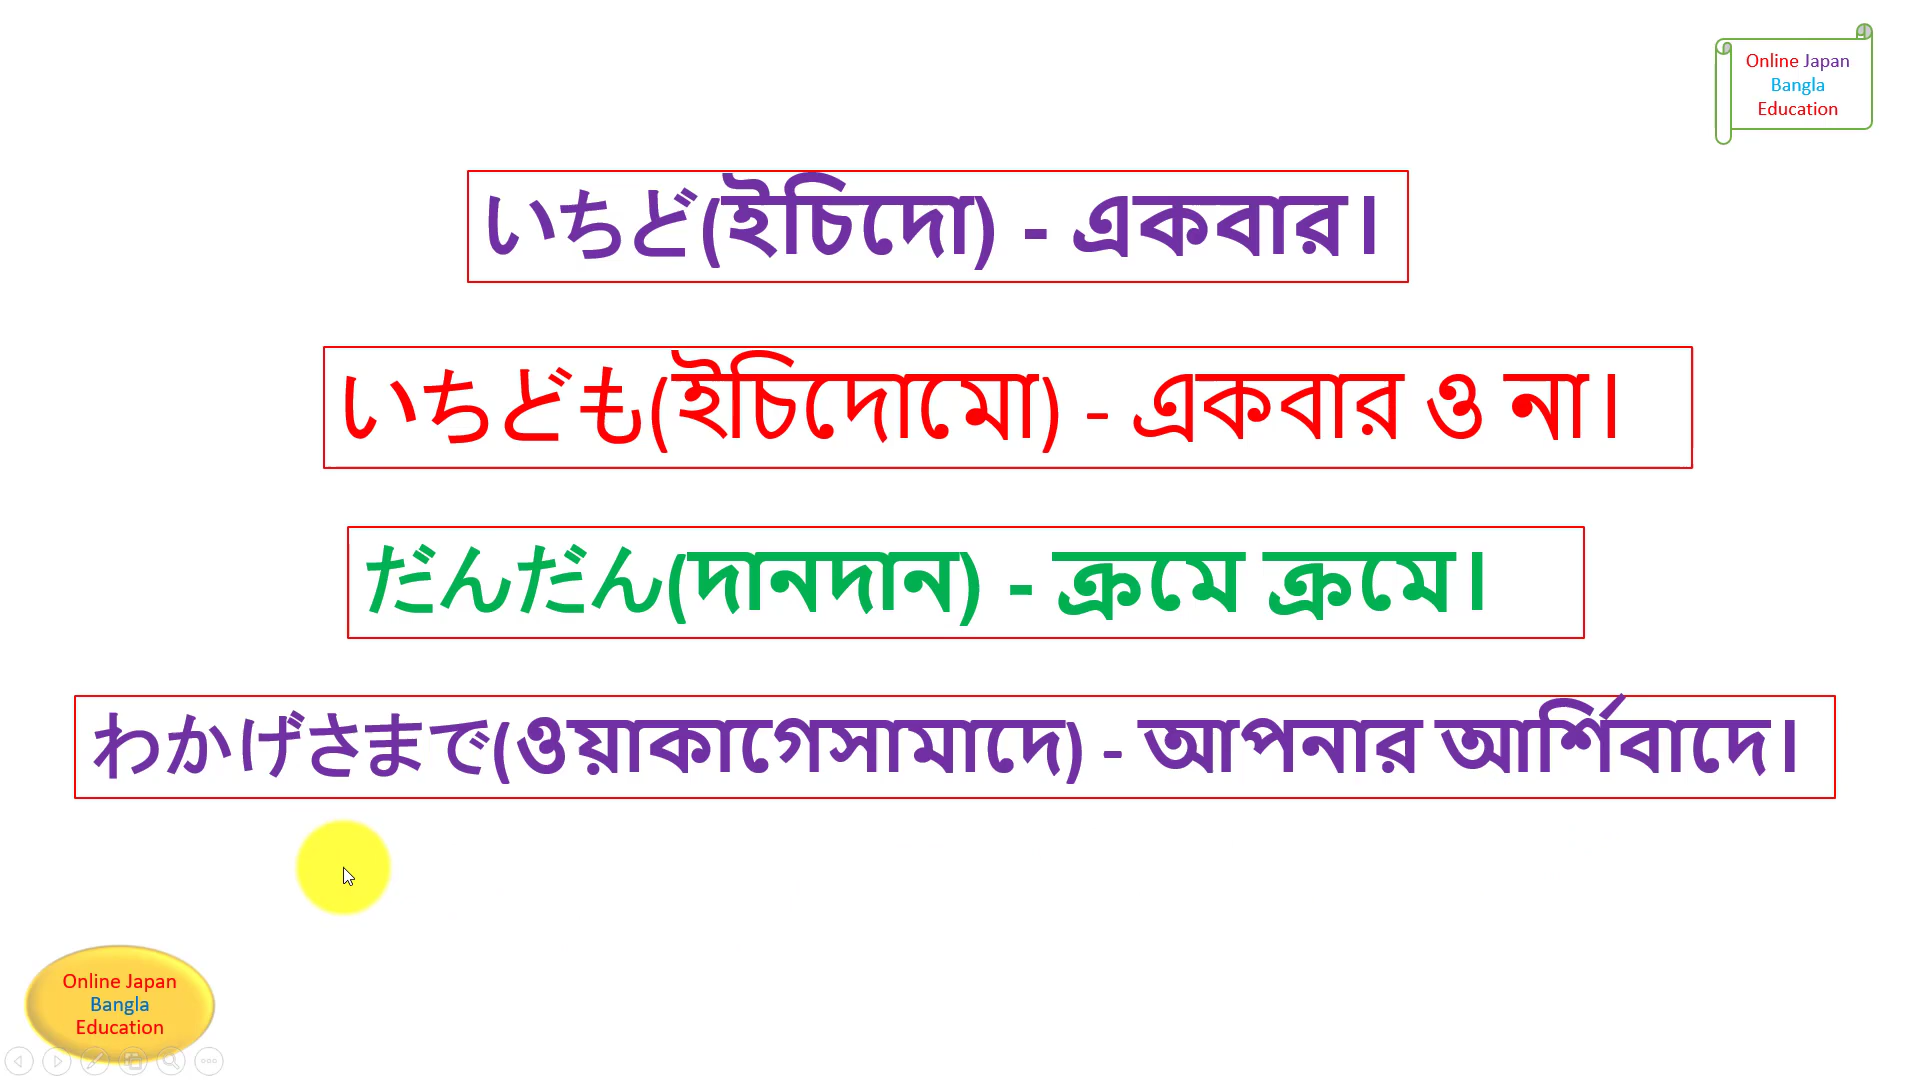 Online Japan
Bangla
Education
いちど(ইচিদো) - একবার।
いちども(ইচিদোমো) - একবার ও না।
だんだん(দানদান) - ক্রমে ক্রমে।
わかげさまで(ওয়াকাগেসামাদে) - আপনার আর্শিবাদে।
Online Japan
Bangla
Education